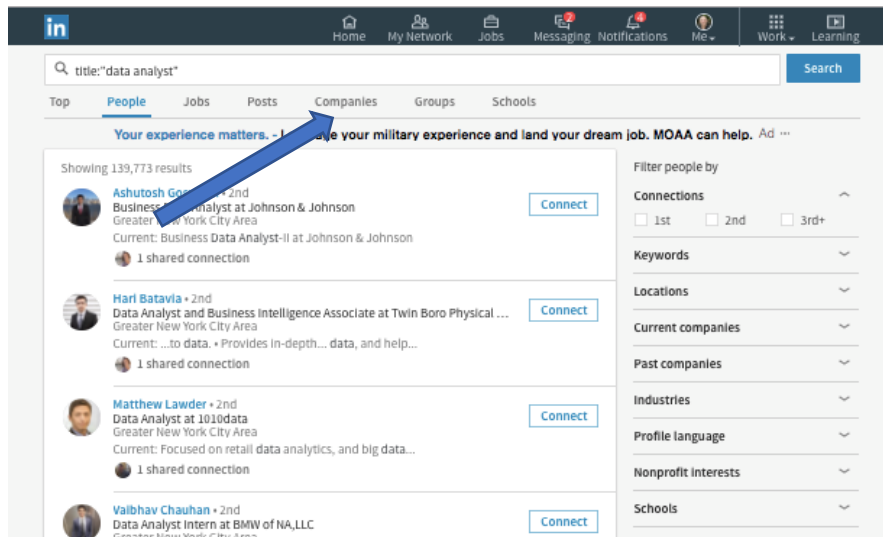 in
2
4
Home My Network Jobs Messaging Notifications Me Work Learning
title:"data analyst"
Search
Top People Jobs Posts Companies Groups Schools
Your experience matters. - your military experience and land your dream job. MOAA can help. Ad ...
Showing 139,773 results
Filter people by
Ashutosh • 2nd
Business at Johnson & Johnson
Greater York City Area
Current: Business Data Analyst-II at Johnson & Johnson
1 shared connection
Connect
Connections
1st 2nd 3rd+
Keywords
Hari Batavia • 2nd
Data Analyst and Business Intelligence Associate at Twin Boro Physical ...
Greater New York City Area
Current: ...to data. • Provides in-depth... data, and help...
1 shared connection
Connect
Locations
Current companies
Past companies
Matthew Lawder • 2nd
Data Analyst at 1010data
Greater New York City Area
Current: Focused on retail data analytics, and big data...
1 shared connection
Connect
Industries
Profile language
Nonprofit interests
Vaibhav Chauhan • 2nd
Data Analyst Intern at BMW of NA,LLC
Greater New York City Area
Connect
Schools